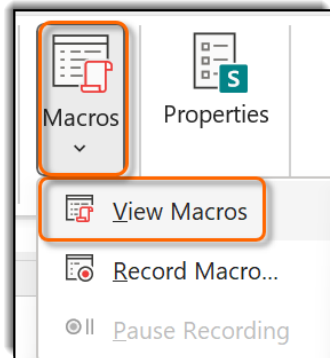 Macros
Properties
S
View Macros
Record Macro...
Pause Recording